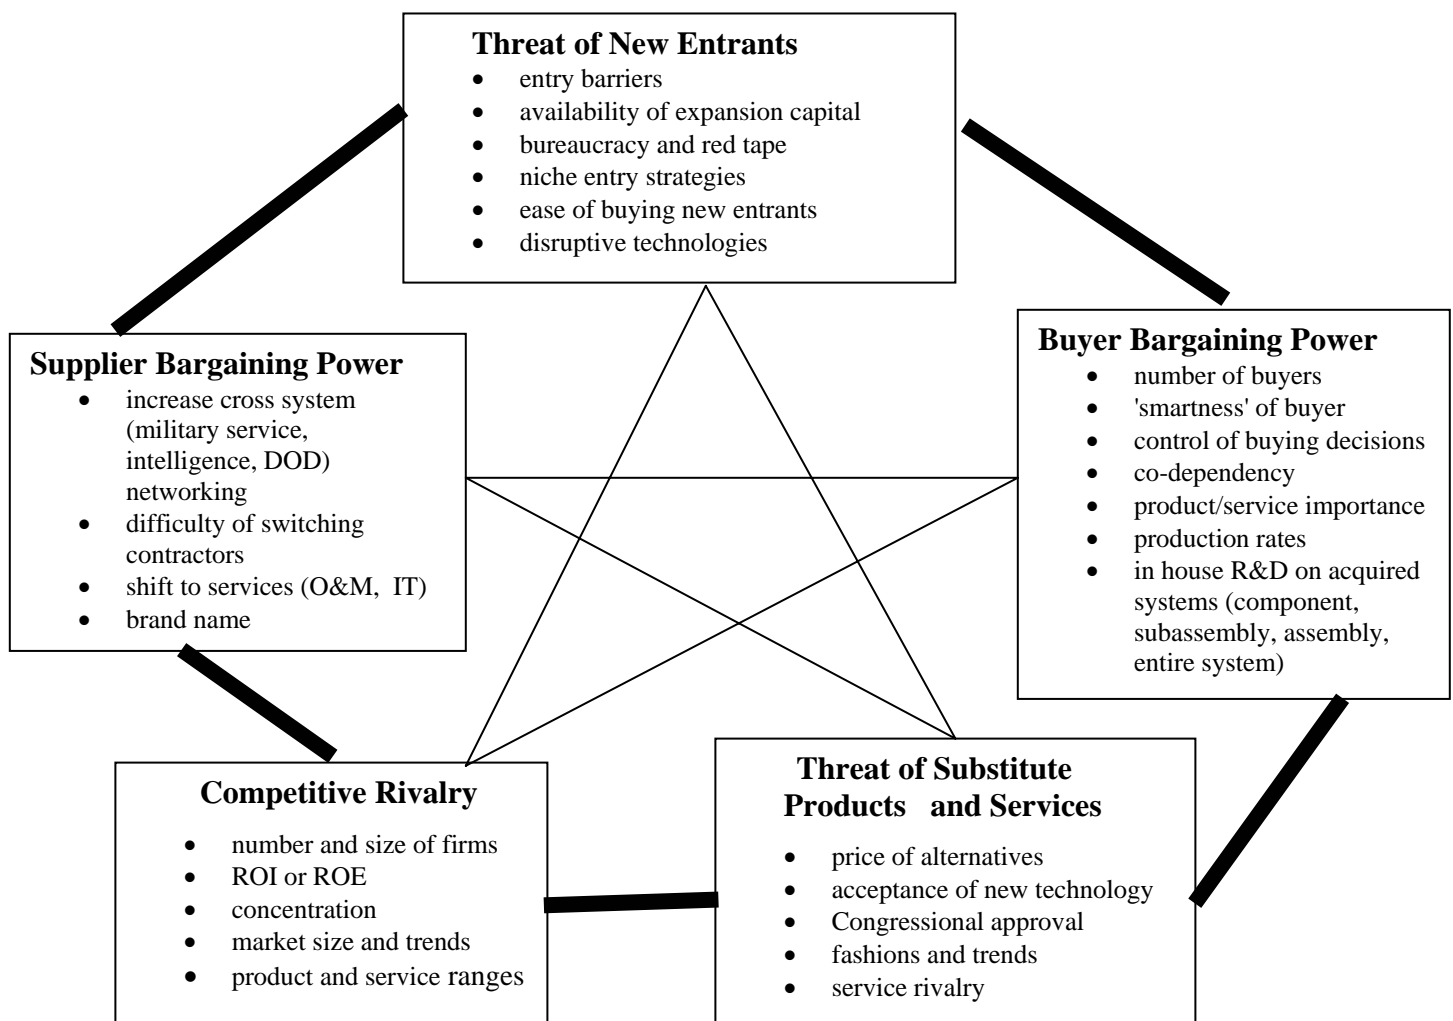 Threat of New Entrants
• entry barriers
• availability of expansion capital
• bureaucracy and red tape
• niche entry strategies
• ease of buying new entrants
• disruptive technologies
Supplier Bargaining Power
• increase cross system
(military service,
intelligence, DOD)
networking
• difficulty of switching
contractors
• shift to services (O&M, IT)
• brand name
Buyer Bargaining Power
• number of buyers
• 'smartness' of buyer
• control of buying decisions
• co-dependency
• product/service importance
• production rates
• in house R&D on acquired
systems (component,
subassembly, assembly,
entire system)
Competitive Rivalry
• number and size of firms
• ROI or ROE
• concentration
• market size and trends
• product and service ranges
Threat of Substitute
Products and Services
• price of alternatives
• acceptance of new technology
• Congressional approval
• fashions and trends
• service rivalry